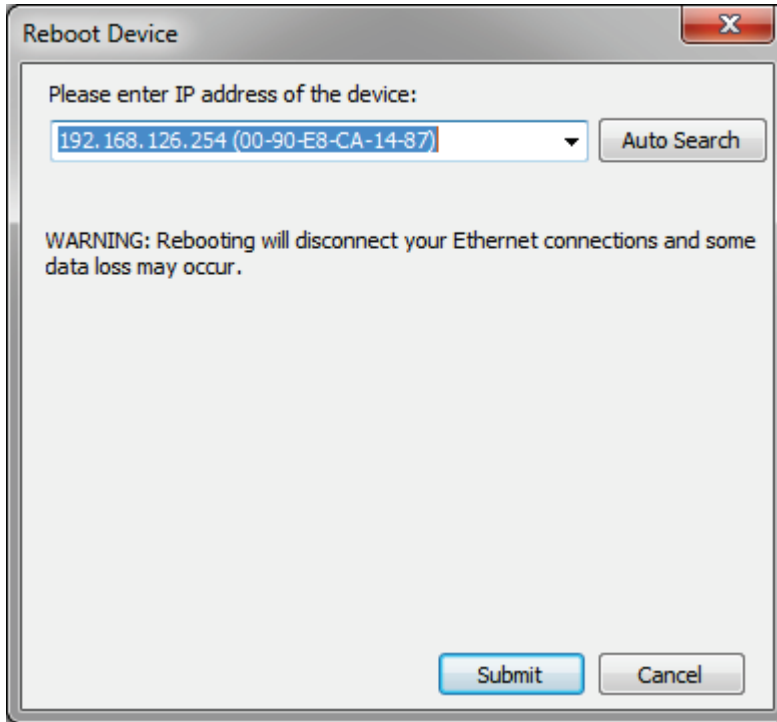 Reboot Device
Please enter IP address of the device:
192.168.126.254 (00-90-E8-CA-14-87)
Auto Search
WARNING: Rebooting will disconnect your Ethernet connections and some
data loss may occur.
Submit
Cancel